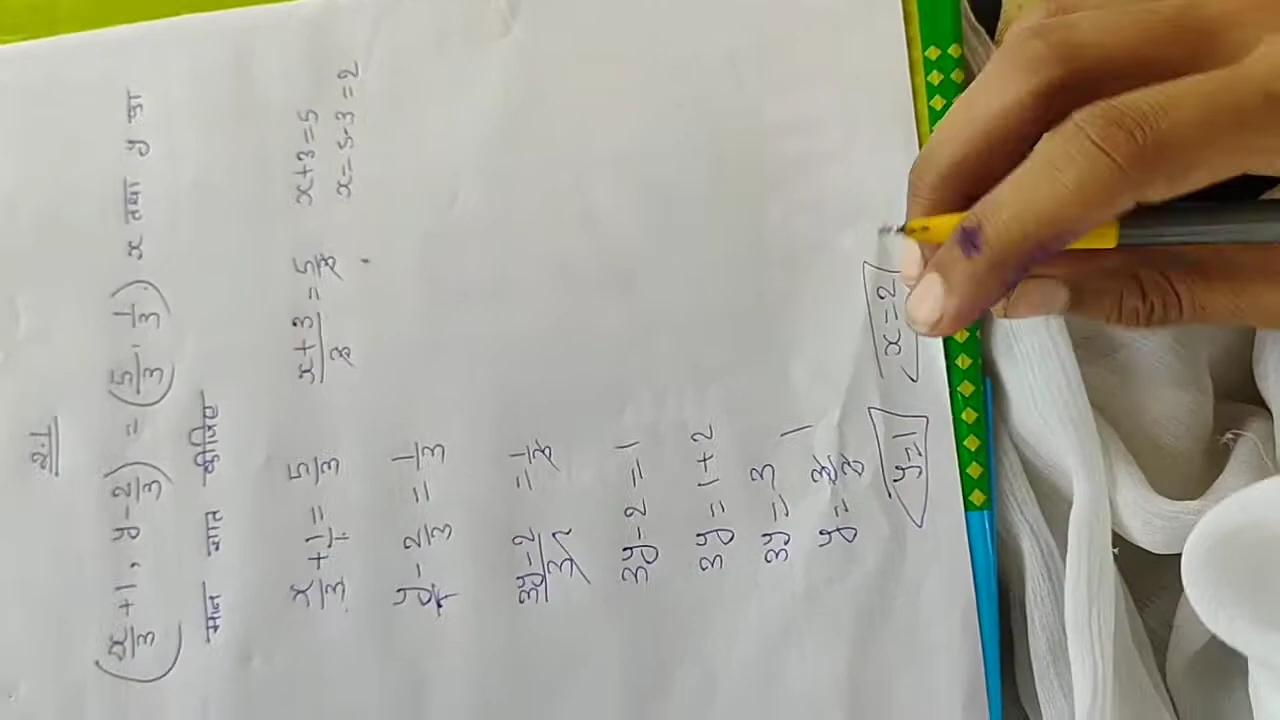 2.1
(x/3 + 1, y - 2/3) = (5/3, 1/3) x तथा y का
मान ज्ञात कीजिए
x/3 + 1/1 = 5/3    x+3/3 = 5/3    x+3=5
x=5-3=2
y/1 - 2/3 = 1/3
3y-2/3 = 1/3
3y-2=1
3y=1+2
3y=3
y=3/3 1
y=1    x=2